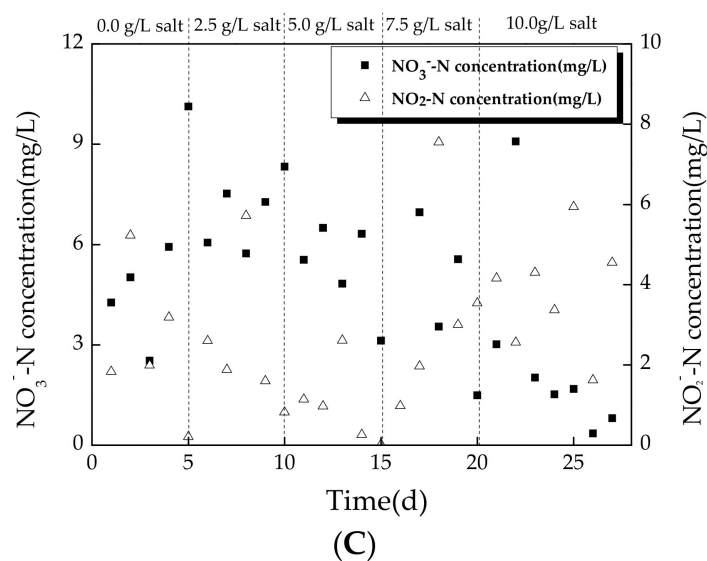 0.0 g/L salt 2.5 g/L salt 5.0 g/L salt 7.5 g/L salt 10.0g/L salt
NO₃⁻-N concentration(mg/L)
NO₂-N concentration(mg/L)
12
9
6
3
0
NO₃⁻-N concentration(mg/L)
10
8
6
4
2
0
NO₂⁻-N concentration(mg/L)
0 5 10 15 20 25
Time(d)
(C)